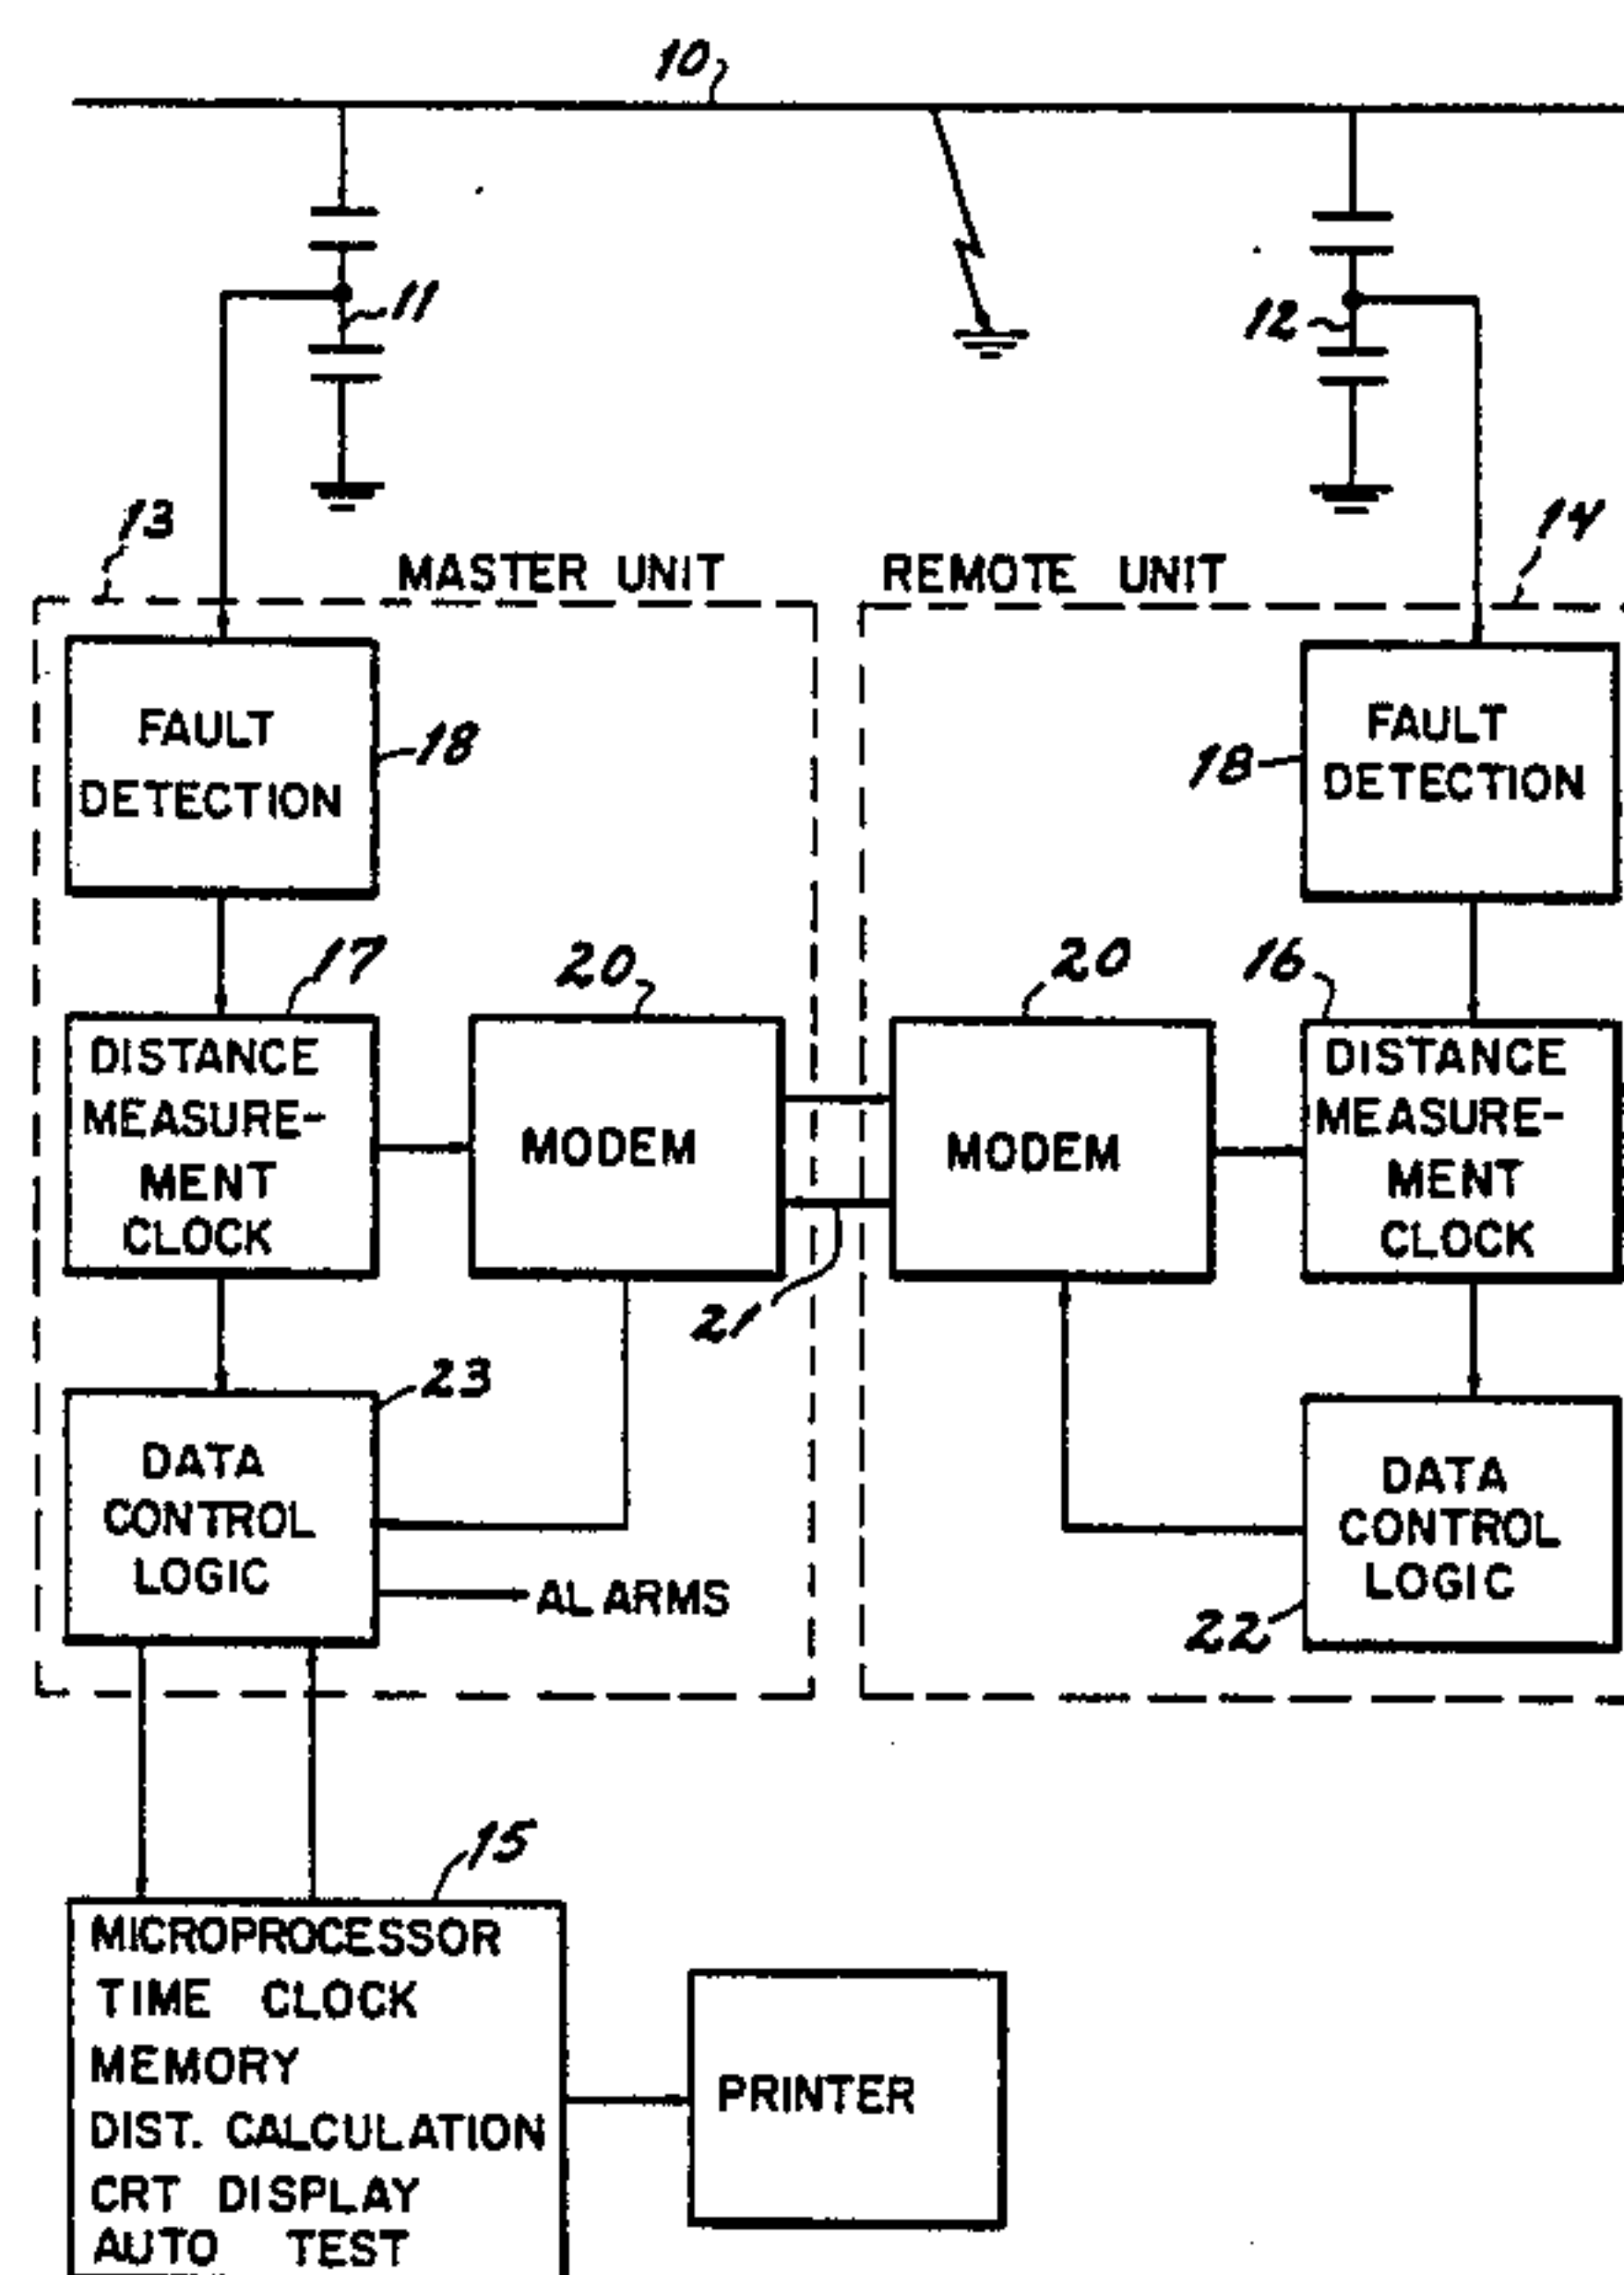 10
11
12
13
14
MASTER UNIT
REMOTE UNIT
FAULT
DETECTION
18
18
FAULT
DETECTION
17
20
20
16
DISTANCE
MEASURE-
MENT
CLOCK
MODEM
MODEM
DISTANCE
MEASURE-
MENT
CLOCK
21
23
DATA
CONTROL
LOGIC
ALARMS
DATA
CONTROL
LOGIC
22
15
MICROPROCESSOR
TIME CLOCK
MEMORY
DIST. CALCULATION
CRT DISPLAY
AUTO TEST
PRINTER